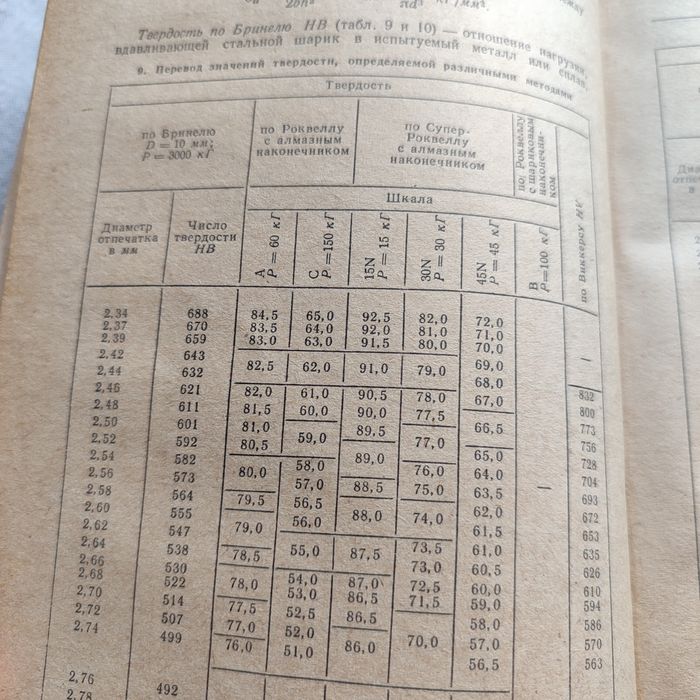 Твердость по Бринелю НВ (табл. 9 и 10) — отношение нагрузки,
вдавливающей стальной шарик в испытуемый металл или сплав,
9. Перевод значений твердости, определяемой различными методами
Твердость
по Бринелю
D = 10 мм;
P = 3000 кГ
по Роквеллу
с алмазным
наконечником
по Супер-
Роквеллу
с алмазным
наконечником
по Роквеллу
с шариковым
наконечни-
ком
по Виккерсу HV
Шкала
Диаметр
отпечатка
в мм
Число
твердости
НВ
A
P = 60 кГ
C
P = 150 кГ
15N
P = 15 кГ
30N
P = 30 кГ
45N
P = 45 кГ
B
P = 100 кГ
2,34 688 84,5 65,0 92,5 82,0 72,0
2,37 670 83,5 64,0 92,0 81,0 71,0
2,39 659 83,0 63,0 91,5 80,0 70,0
2,42 643 69,0 —
2,44 632 82,5 62,0 91,0 79,0 68,0
2,46 621 82,0 61,0 90,5 78,0 67,0 832
2,48 611 81,5 60,0 90,0 77,5 800
2,50 601 81,0 89,5 66,5 773
2,52 592 80,5 59,0 77,0 756
2,54 582 58,0 89,0 65,0 728
2,56 573 80,0 57,0 76,0 64,0 704
2,58 564 79,5 56,5 88,5 75,0 63,5 — 693
2,60 555 56,0 88,0 74,0 62,0 672
2,62 547 79,0 61,5 653
2,64 538 78,5 55,0 87,5 73,5 61,0 635
2,66 530 73,0 60,5 626
2,68 522 78,0 54,0 87,0 72,5 60,0 610
2,70 514 53,0 86,5 71,5 59,0 594
2,72 507 77,5 52,5 86,5 58,0 586
2,74 499 77,0 52,0 86,0 70,0 57,0 570
76,0 51,0 56,5 563
2,76 492
2,78